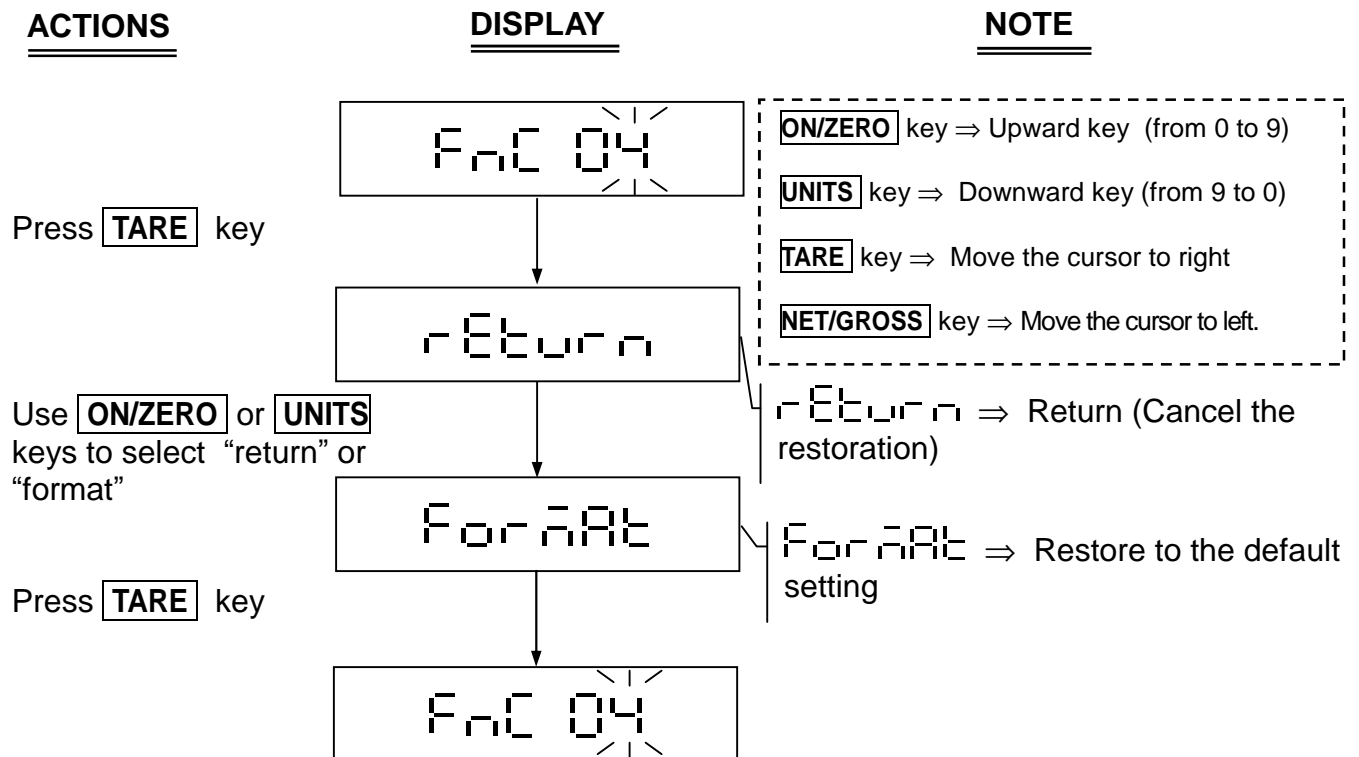 ACTIONS DISPLAY NOTE
FnC 04
ON/ZERO key ⇒ Upward key (from 0 to 9)
UNITS key ⇒ Downward key (from 9 to 0)
TARE key ⇒ Move the cursor to right
NET/GROSS key ⇒ Move the cursor to left.
Press TARE key
rEturn
rEturn ⇒ Return (Cancel the
restoration)
Use ON/ZERO or UNITS
keys to select “return” or
“format”
FormAt
FormAt ⇒ Restore to the default
setting
Press TARE key
FnC 04